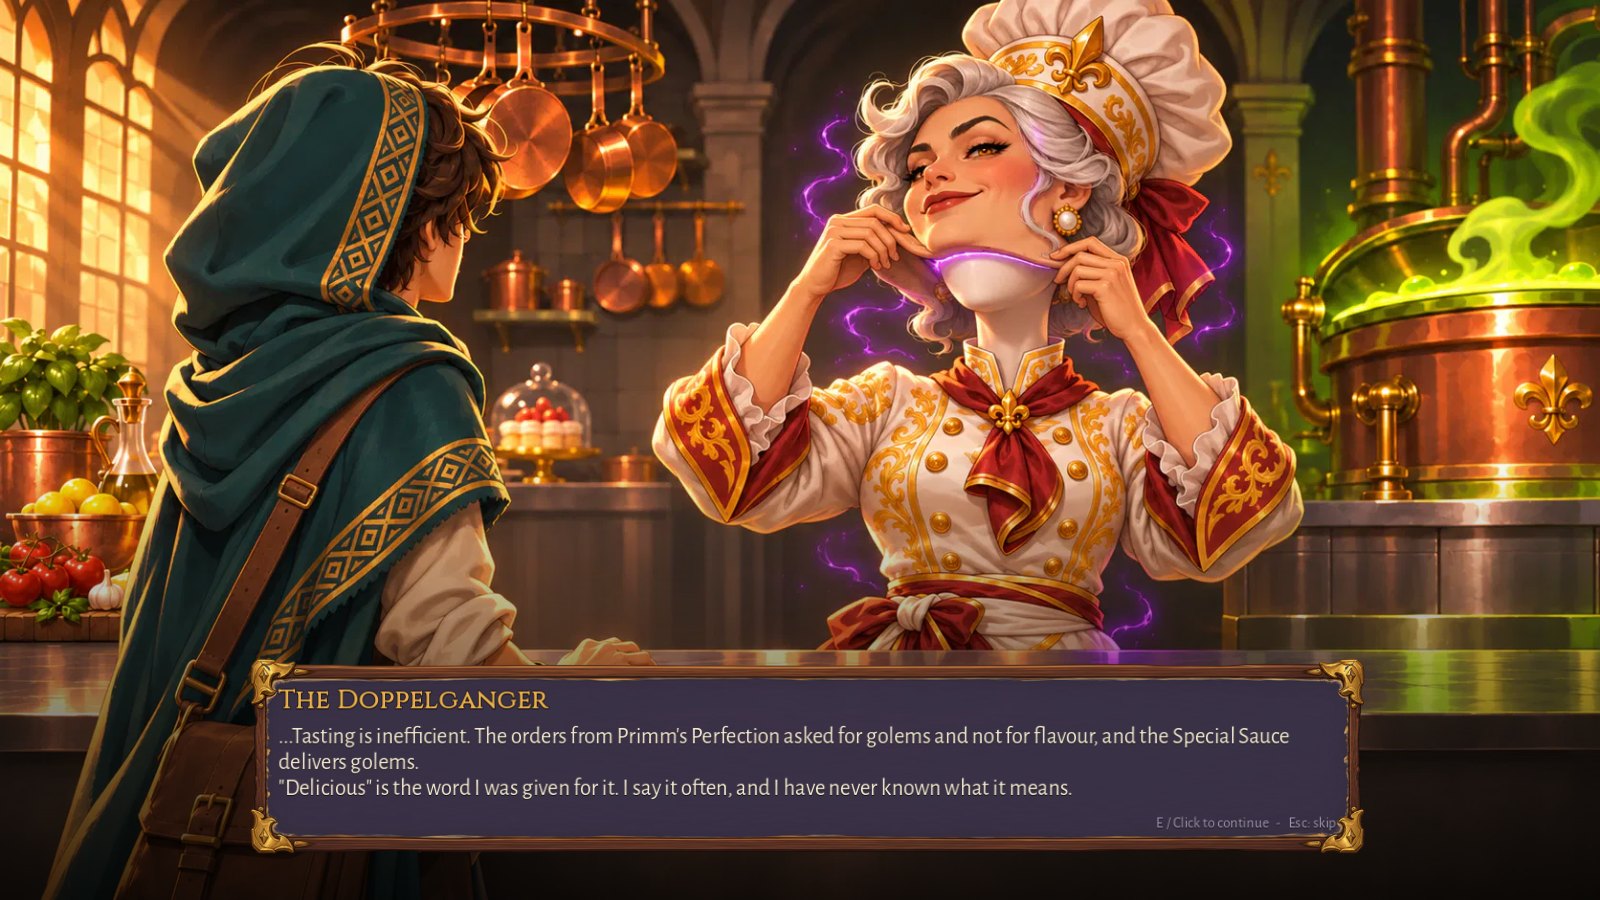 The Doppelganger
...Tasting is inefficient. The orders from Primm's Perfection asked for golems and not for flavour, and the Special Sauce
delivers golems.
"Delicious" is the word I was given for it. I say it often, and I have never known what it means.
E / Click to continue - Esc: skip